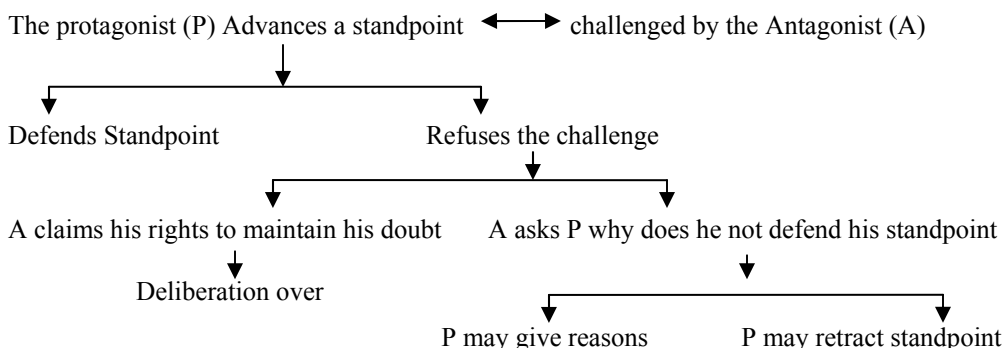 The protagonist (P) Advances a standpoint challenged by the Antagonist (A)
Defends Standpoint Refuses the challenge
A claims his rights to maintain his doubt A asks P why does he not defend his standpoint
Deliberation over
P may give reasons P may retract standpoint